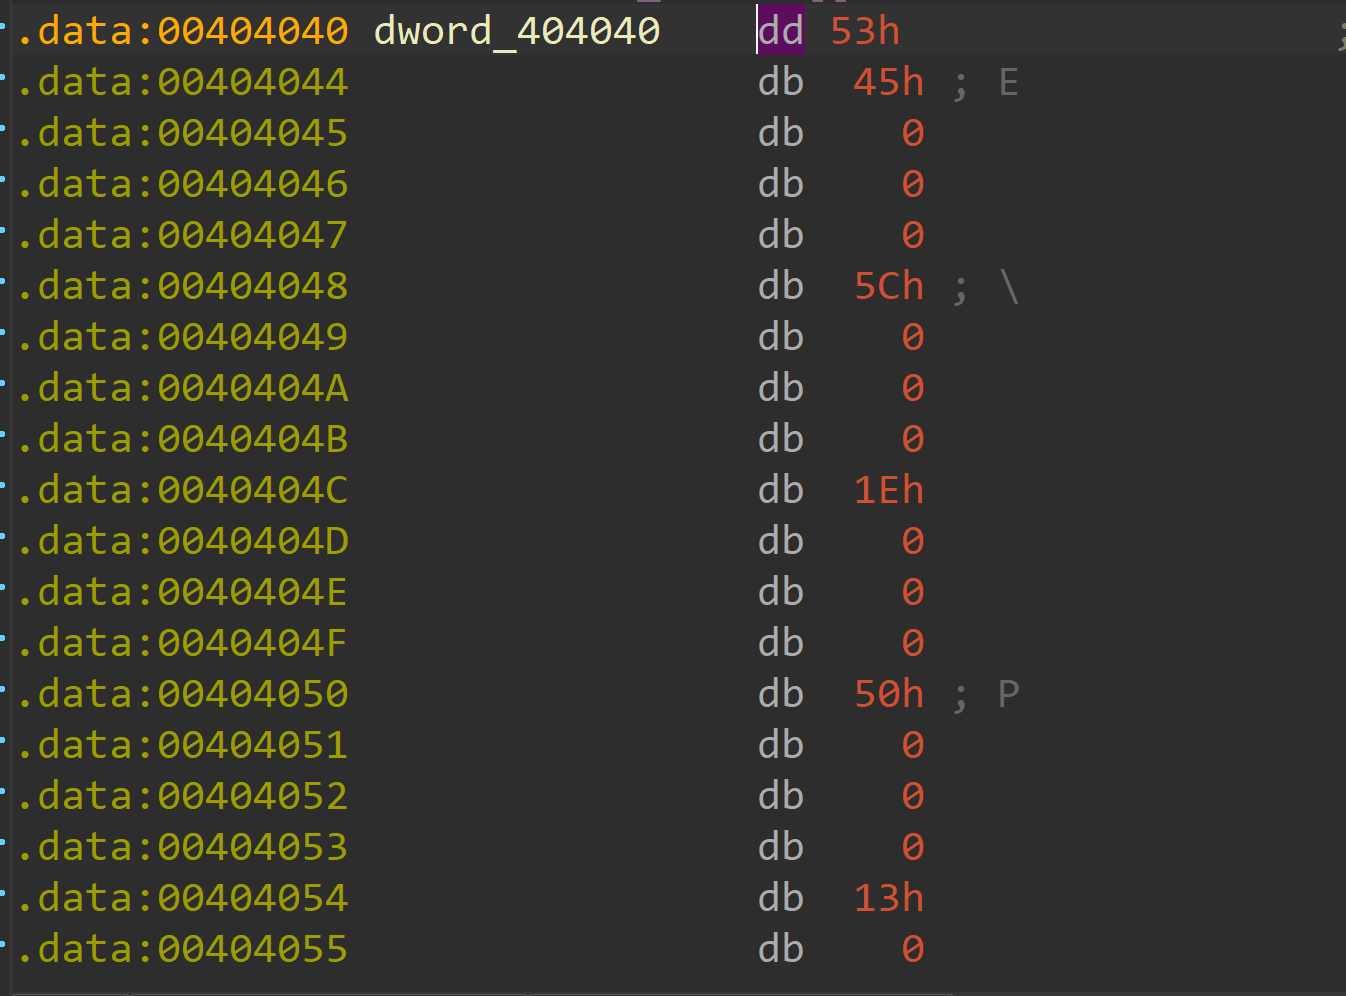 .data:00404040 dword_404040 dd 53h ;
.data:00404044 db 45h ; E
.data:00404045 db 0
.data:00404046 db 0
.data:00404047 db 0
.data:00404048 db 5Ch ; \
.data:00404049 db 0
.data:0040404A db 0
.data:0040404B db 0
.data:0040404C db 1Eh
.data:0040404D db 0
.data:0040404E db 0
.data:0040404F db 0
.data:00404050 db 50h ; P
.data:00404051 db 0
.data:00404052 db 0
.data:00404053 db 0
.data:00404054 db 13h
.data:00404055 db 0